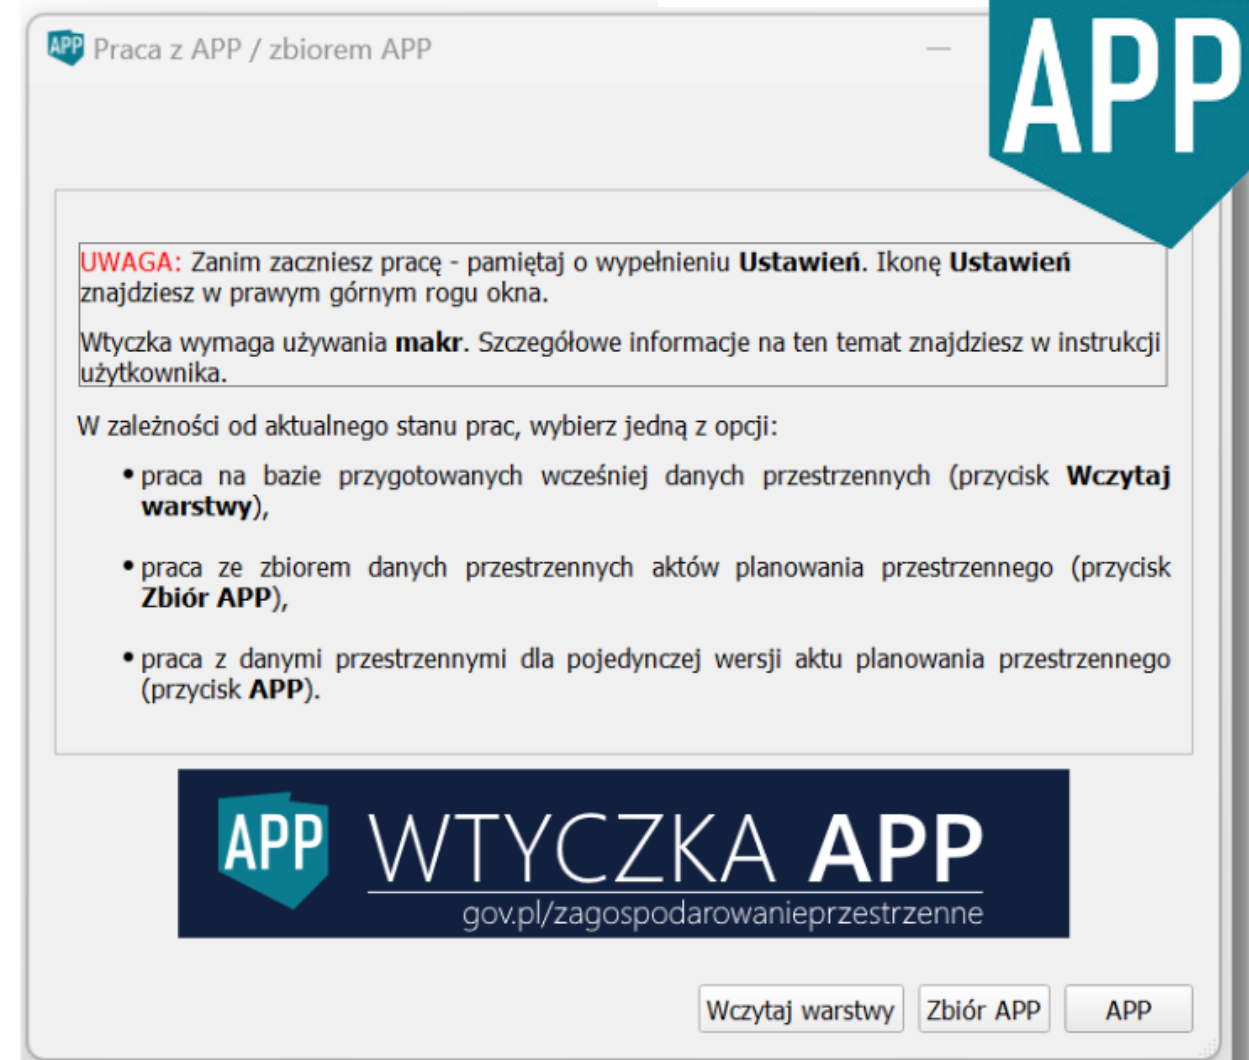 APP Praca z APP / zbiorem APP
APP
UWAGA: Zanim zaczniesz pracę - pamiętaj o wypełnieniu Ustawień. Ikonę Ustawień
znajdziesz w prawym górnym rogu okna.
Wtyczka wymaga używania makr. Szczegółowe informacje na ten temat znajdziesz w instrukcji
użytkownika.
W zależności od aktualnego stanu prac, wybierz jedną z opcji:
• praca na bazie przygotowanych wcześniej danych przestrzennych (przycisk Wczytaj
warstwy),
• praca ze zbiorem danych przestrzennych aktów planowania przestrzennego (przycisk
Zbiór APP),
• praca z danymi przestrzennymi dla pojedynczej wersji aktu planowania przestrzennego
(przycisk APP).
APP WTYCZKA APP
gov.pl/zagospodarowanieprzestrzenne
Wczytaj warstwy Zbiór APP APP